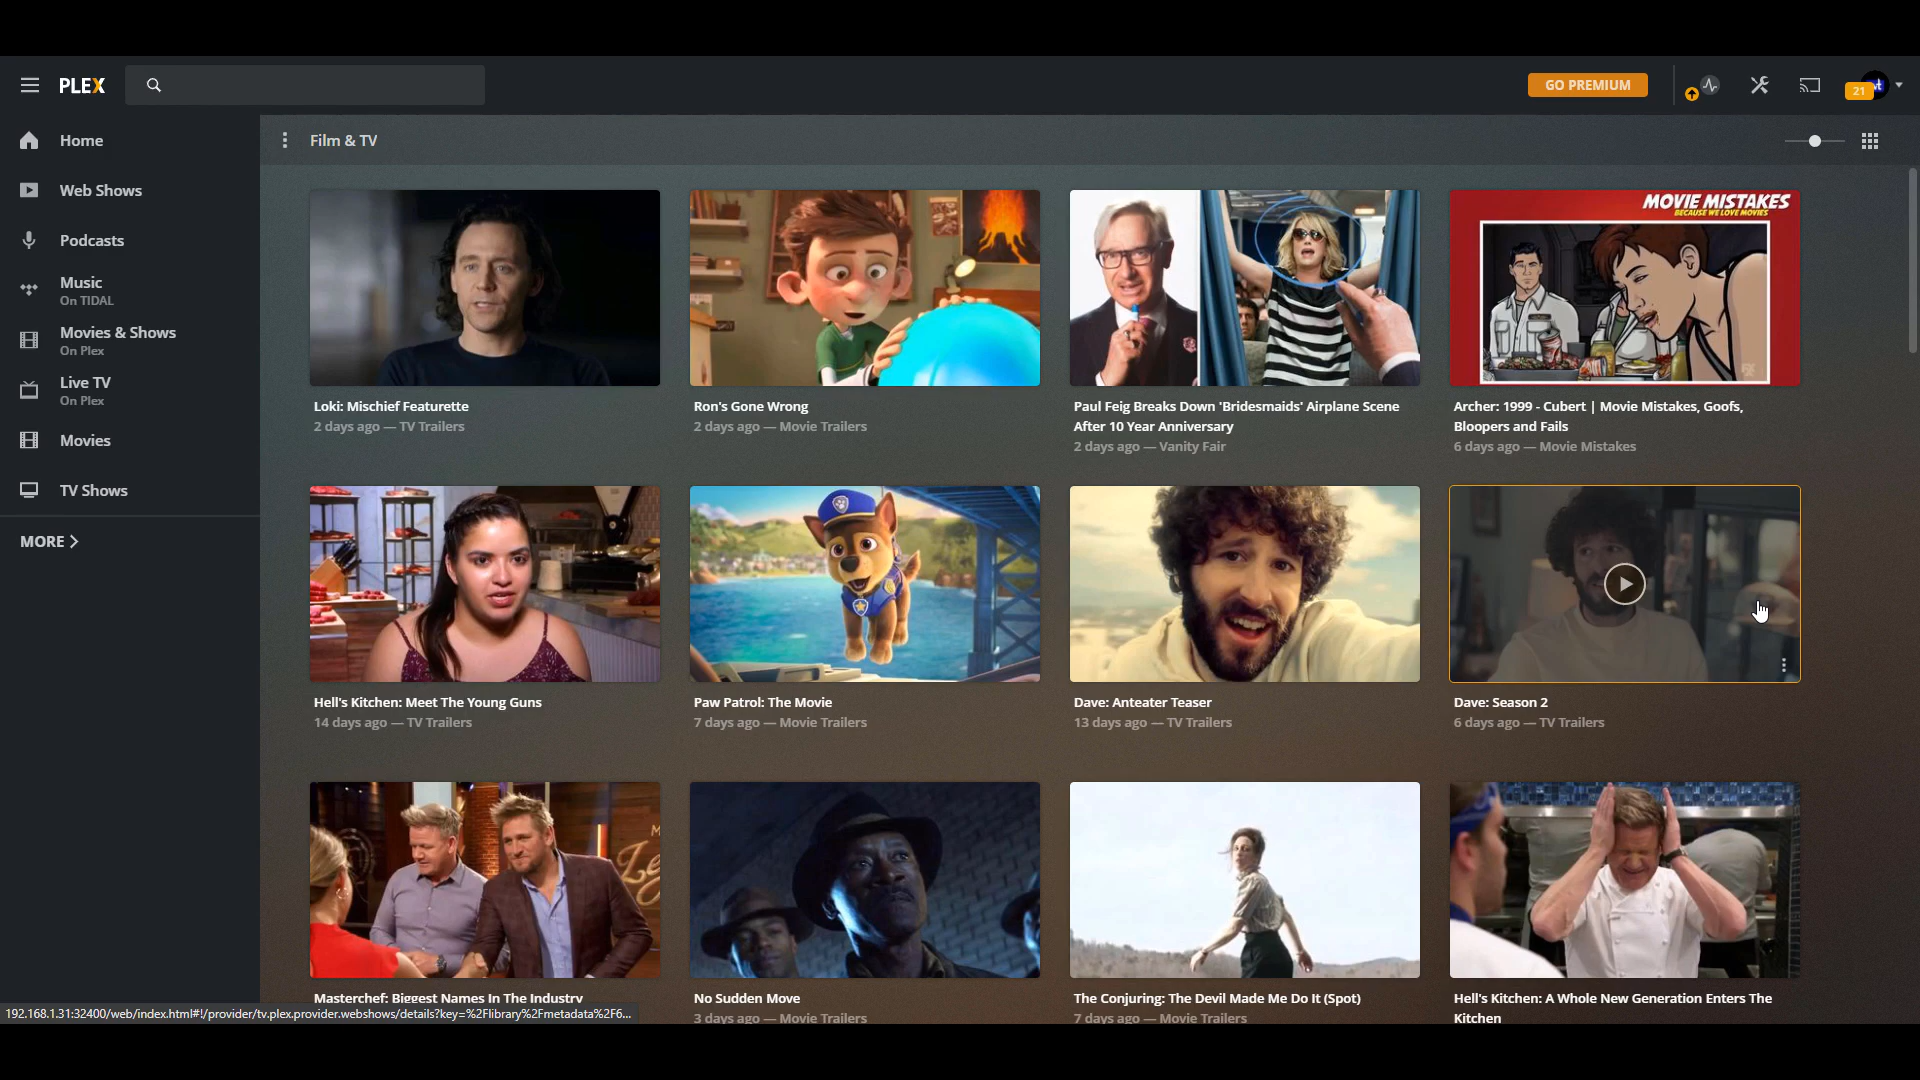 PLEX
GO PREMIUM
21
Home
Web Shows
Podcasts
Music
On TIDAL
Movies & Shows
On Plex
Live TV
On Plex
Movies
TV Shows
MORE
Film & TV
MOVIE MISTAKES
BECAUSE WE LOVE MOVIES
Loki: Mischief Featurette
2 days ago — TV Trailers
Ron's Gone Wrong
2 days ago — Movie Trailers
Paul Feig Breaks Down 'Bridesmaids' Airplane Scene
After 10 Year Anniversary
2 days ago — Vanity Fair
Archer: 1999 - Cubert | Movie Mistakes, Goofs,
Bloopers and Fails
6 days ago — Movie Mistakes
Hell's Kitchen: Meet The Young Guns
14 days ago — TV Trailers
Paw Patrol: The Movie
7 days ago — Movie Trailers
Dave: Anteater Teaser
13 days ago — TV Trailers
Dave: Season 2
6 days ago — TV Trailers
Masterchef: Biggest Names In The Industry
No Sudden Move
3 days ago — Movie Trailers
The Conjuring: The Devil Made Me Do It (Spot)
7 days ago — Movie Trailers
Hell's Kitchen: A Whole New Generation Enters The
Kitchen
192.168.1.31:32400/web/index.html#!/provider/tv.plex.provider.webshows/details?key=%2Flibrary%2Fmetadata%2F6...